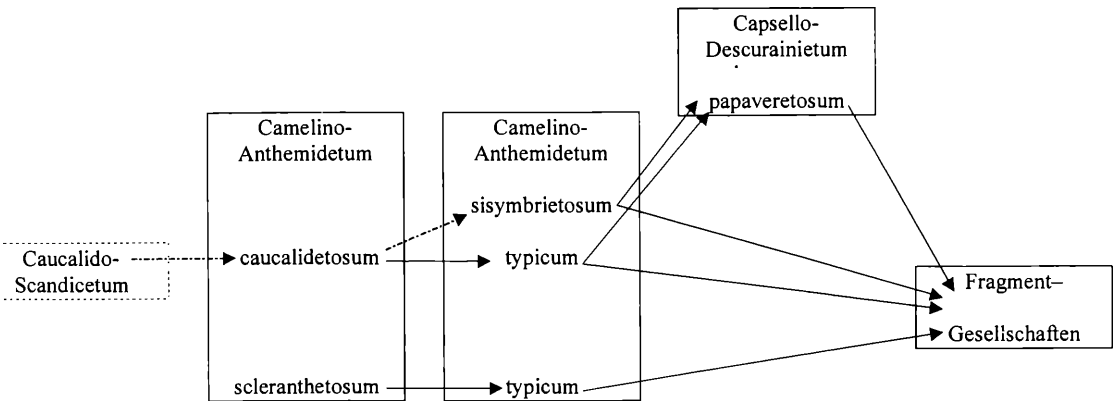 Capsello-
Descurainietum
papaveretosum
Camelino-
Anthemidetum
Camelino-
Anthemidetum
sisymbrietosum
Caucalido-
Scandicetum
caucalidetosum
typicum
Fragment–
Gesellschaften
scleranthetosum
typicum